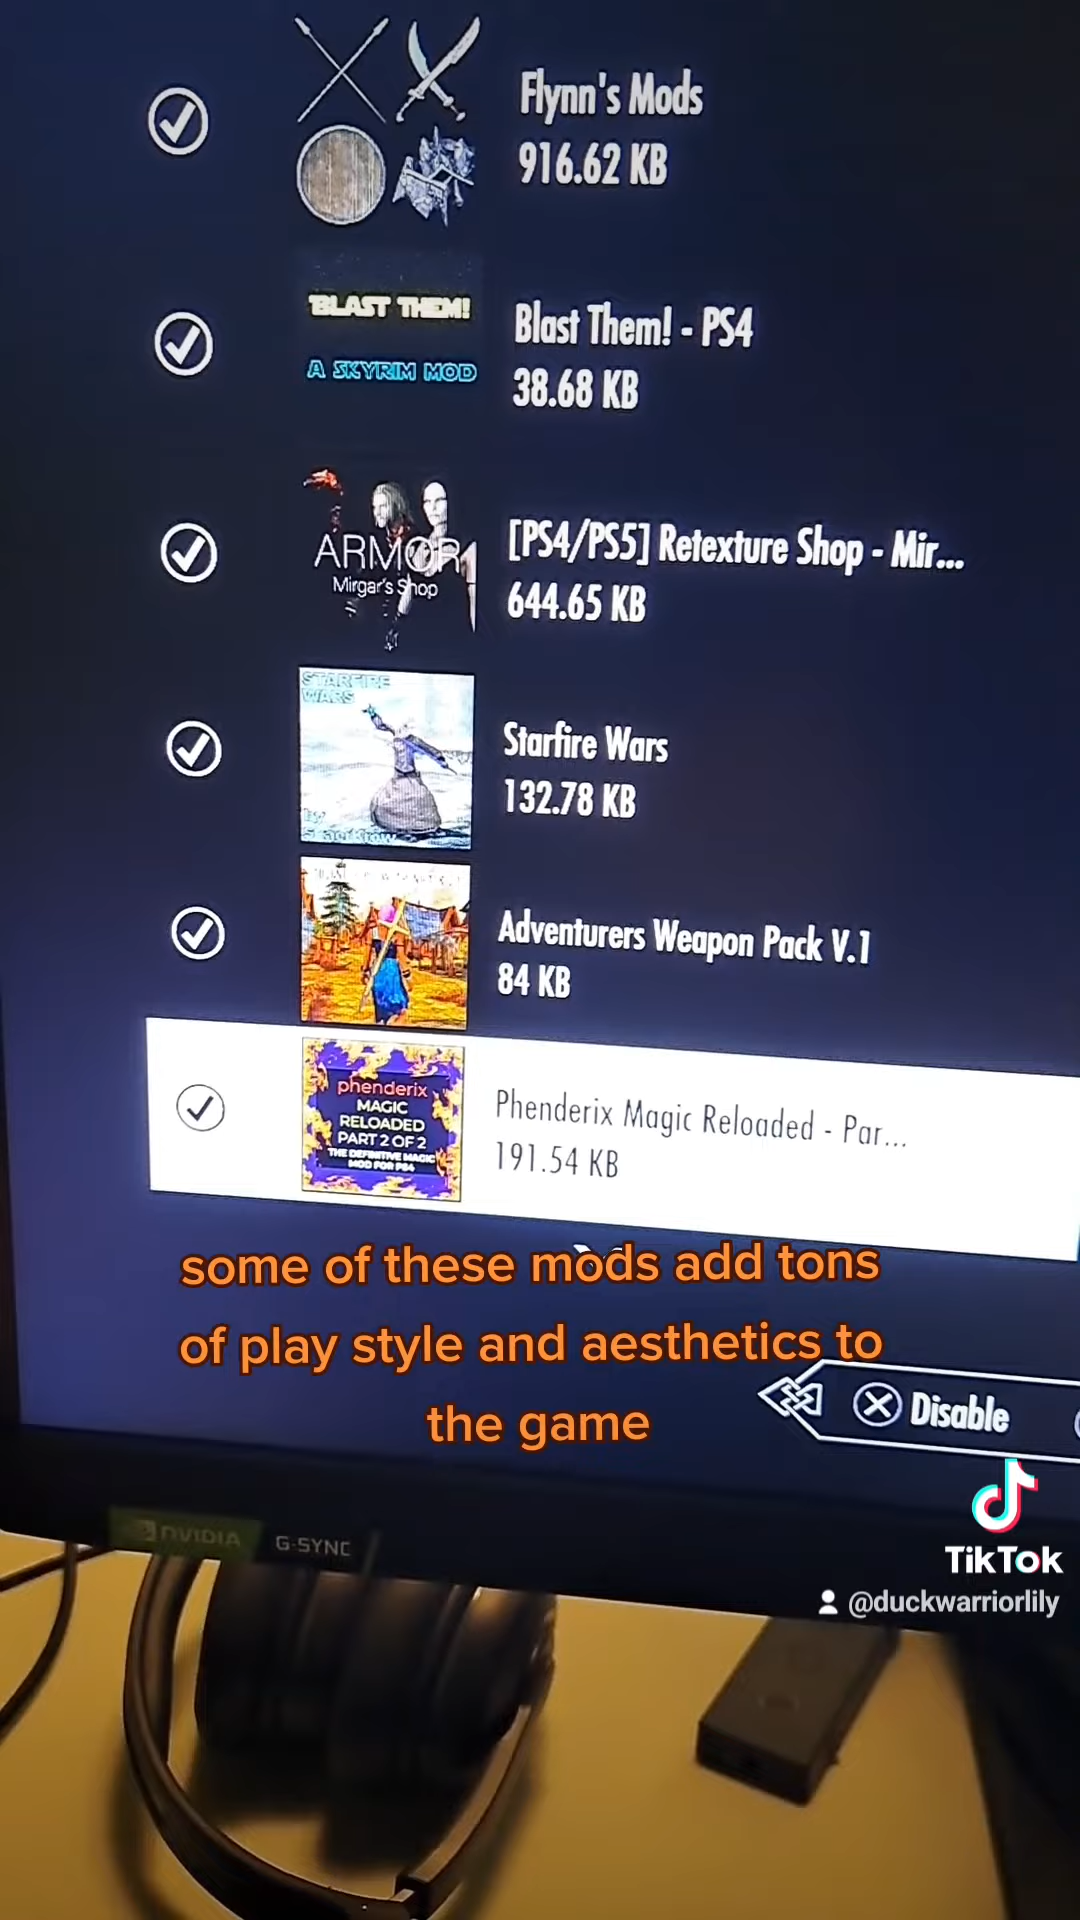 Flynn's Mods
916.62 KB
BLAST THEM!
A SKYRIM MOD
Blast Them! - PS4
38.68 KB
ARMOR
Mirgar's Shop
[PS4/PS5] Retexture Shop - Mir...
644.65 KB
STARFIRE
WARS
Starfire Wars
132.78 KB
Adventurers Weapon Pack V.1
84 KB
phenderix
MAGIC
RELOADED
PART 2 OF 2
THE DEFINITIVE MAGIC
MOD FOR PS4
Phenderix Magic Reloaded - Par...
191.54 KB
some of these mods add tons
of play style and aesthetics to
the game
Disable
NVIDIA G-SYNC
TikTok
@duckwarriorlily